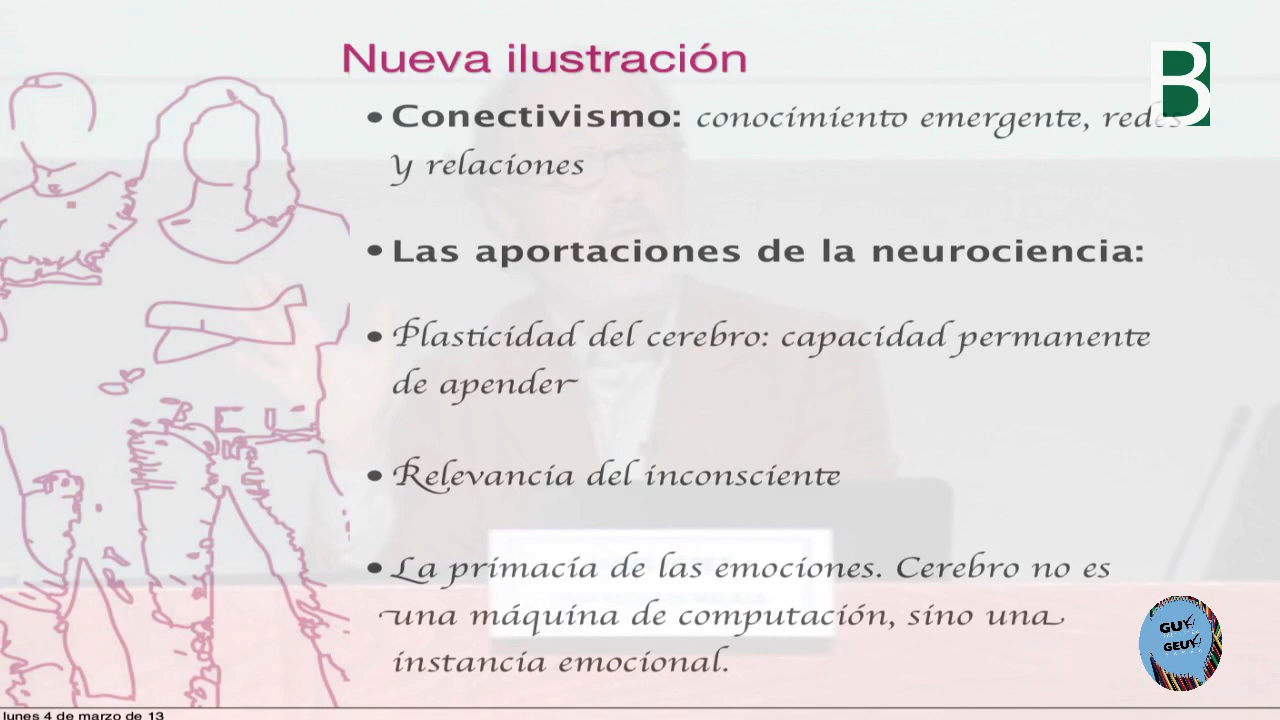 Nueva ilustración
B
• Conectivismo: conocimiento emergente, redes
y relaciones
• Las aportaciones de la neurociencia:
• Plasticidad del cerebro: capacidad permanente
de apender
• Relevancia del inconsciente
• La primacía de las emociones. Cerebro no es
una máquina de computación, sino una
instancia emocional.
GUY
GEUY
lunes 4 de marzo de 13